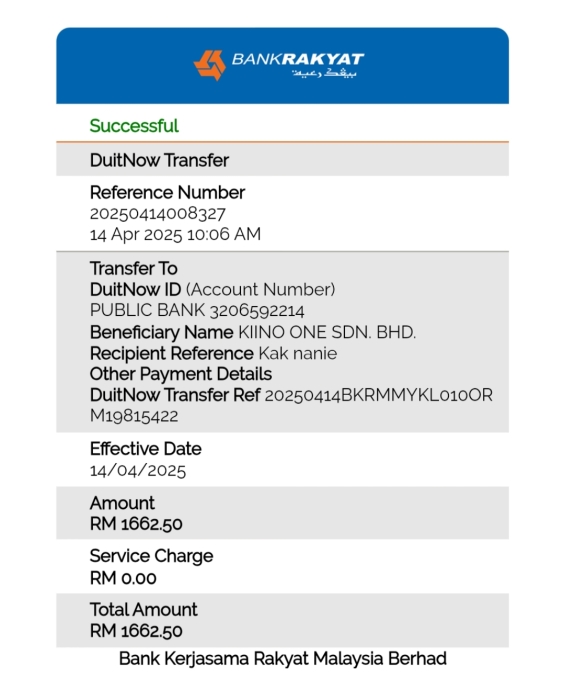 BANKRAKYAT
بيڠک رعيت
Successful
DuitNow Transfer
Reference Number
20250414008327
14 Apr 2025 10:06 AM
Transfer To
DuitNow ID (Account Number)
PUBLIC BANK 3206592214
Beneficiary Name KIINO ONE SDN. BHD.
Recipient Reference Kak nanie
Other Payment Details
DuitNow Transfer Ref 20250414BKRMMYKL010OR
M19815422
Effective Date
14/04/2025
Amount
RM 1662.50
Service Charge
RM 0.00
Total Amount
RM 1662.50
Bank Kerjasama Rakyat Malaysia Berhad